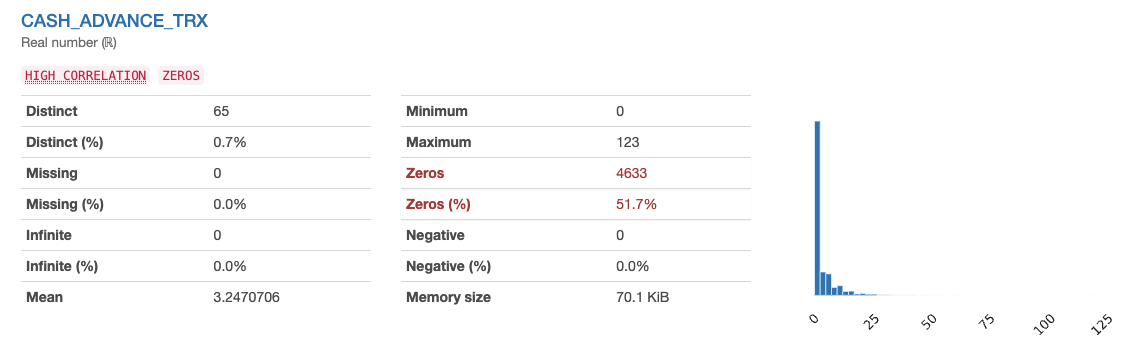 CASH_ADVANCE_TRX
Real number (ℝ)
HIGH CORRELATION ZEROS
Distinct 65
Distinct (%) 0.7%
Missing 0
Missing (%) 0.0%
Infinite 0
Infinite (%) 0.0%
Mean 3.2470706
Minimum 0
Maximum 123
Zeros 4633
Zeros (%) 51.7%
Negative 0
Negative (%) 0.0%
Memory size 70.1 KiB
0 25 50 75 100 125